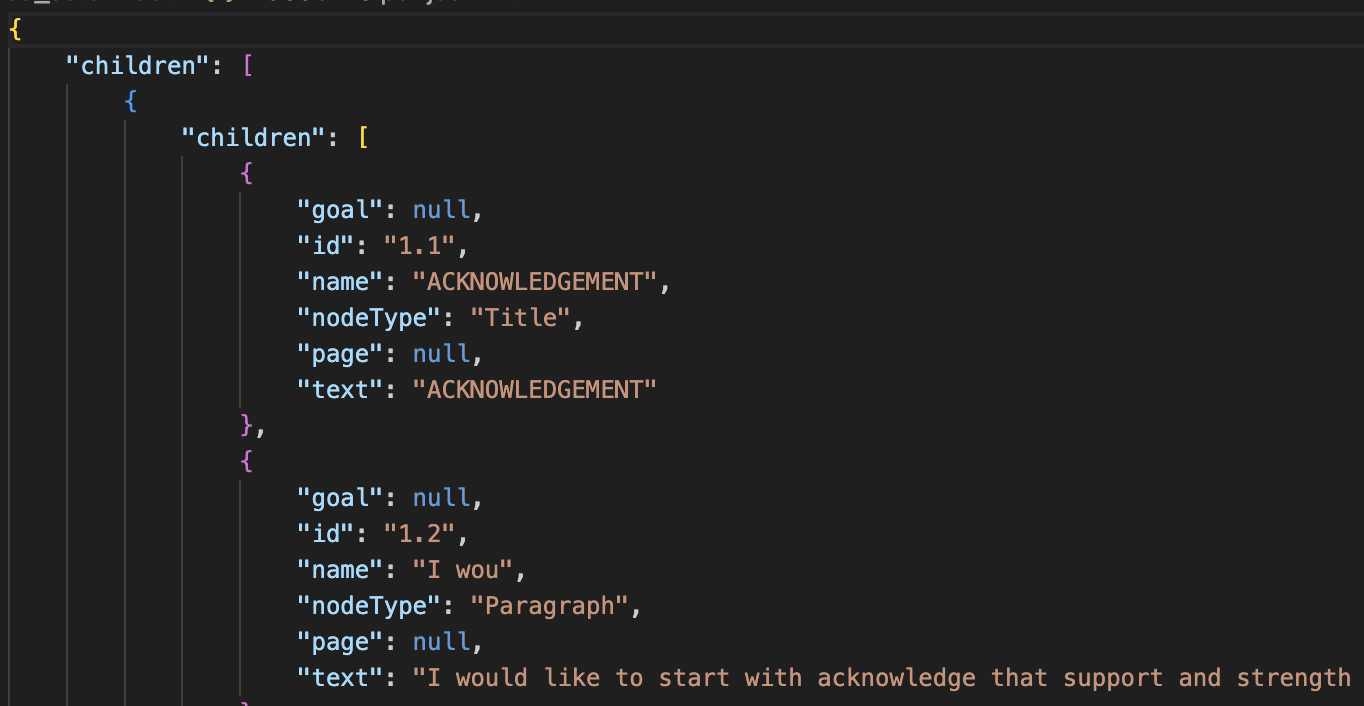 {
"children": [
{
"children": [
{
"goal": null,
"id": "1.1",
"name": "ACKNOWLEDGEMENT",
"nodeType": "Title",
"page": null,
"text": "ACKNOWLEDGEMENT"
},
{
"goal": null,
"id": "1.2",
"name": "I wou",
"nodeType": "Paragraph",
"page": null,
"text": "I would like to start with acknowledge that support and strength